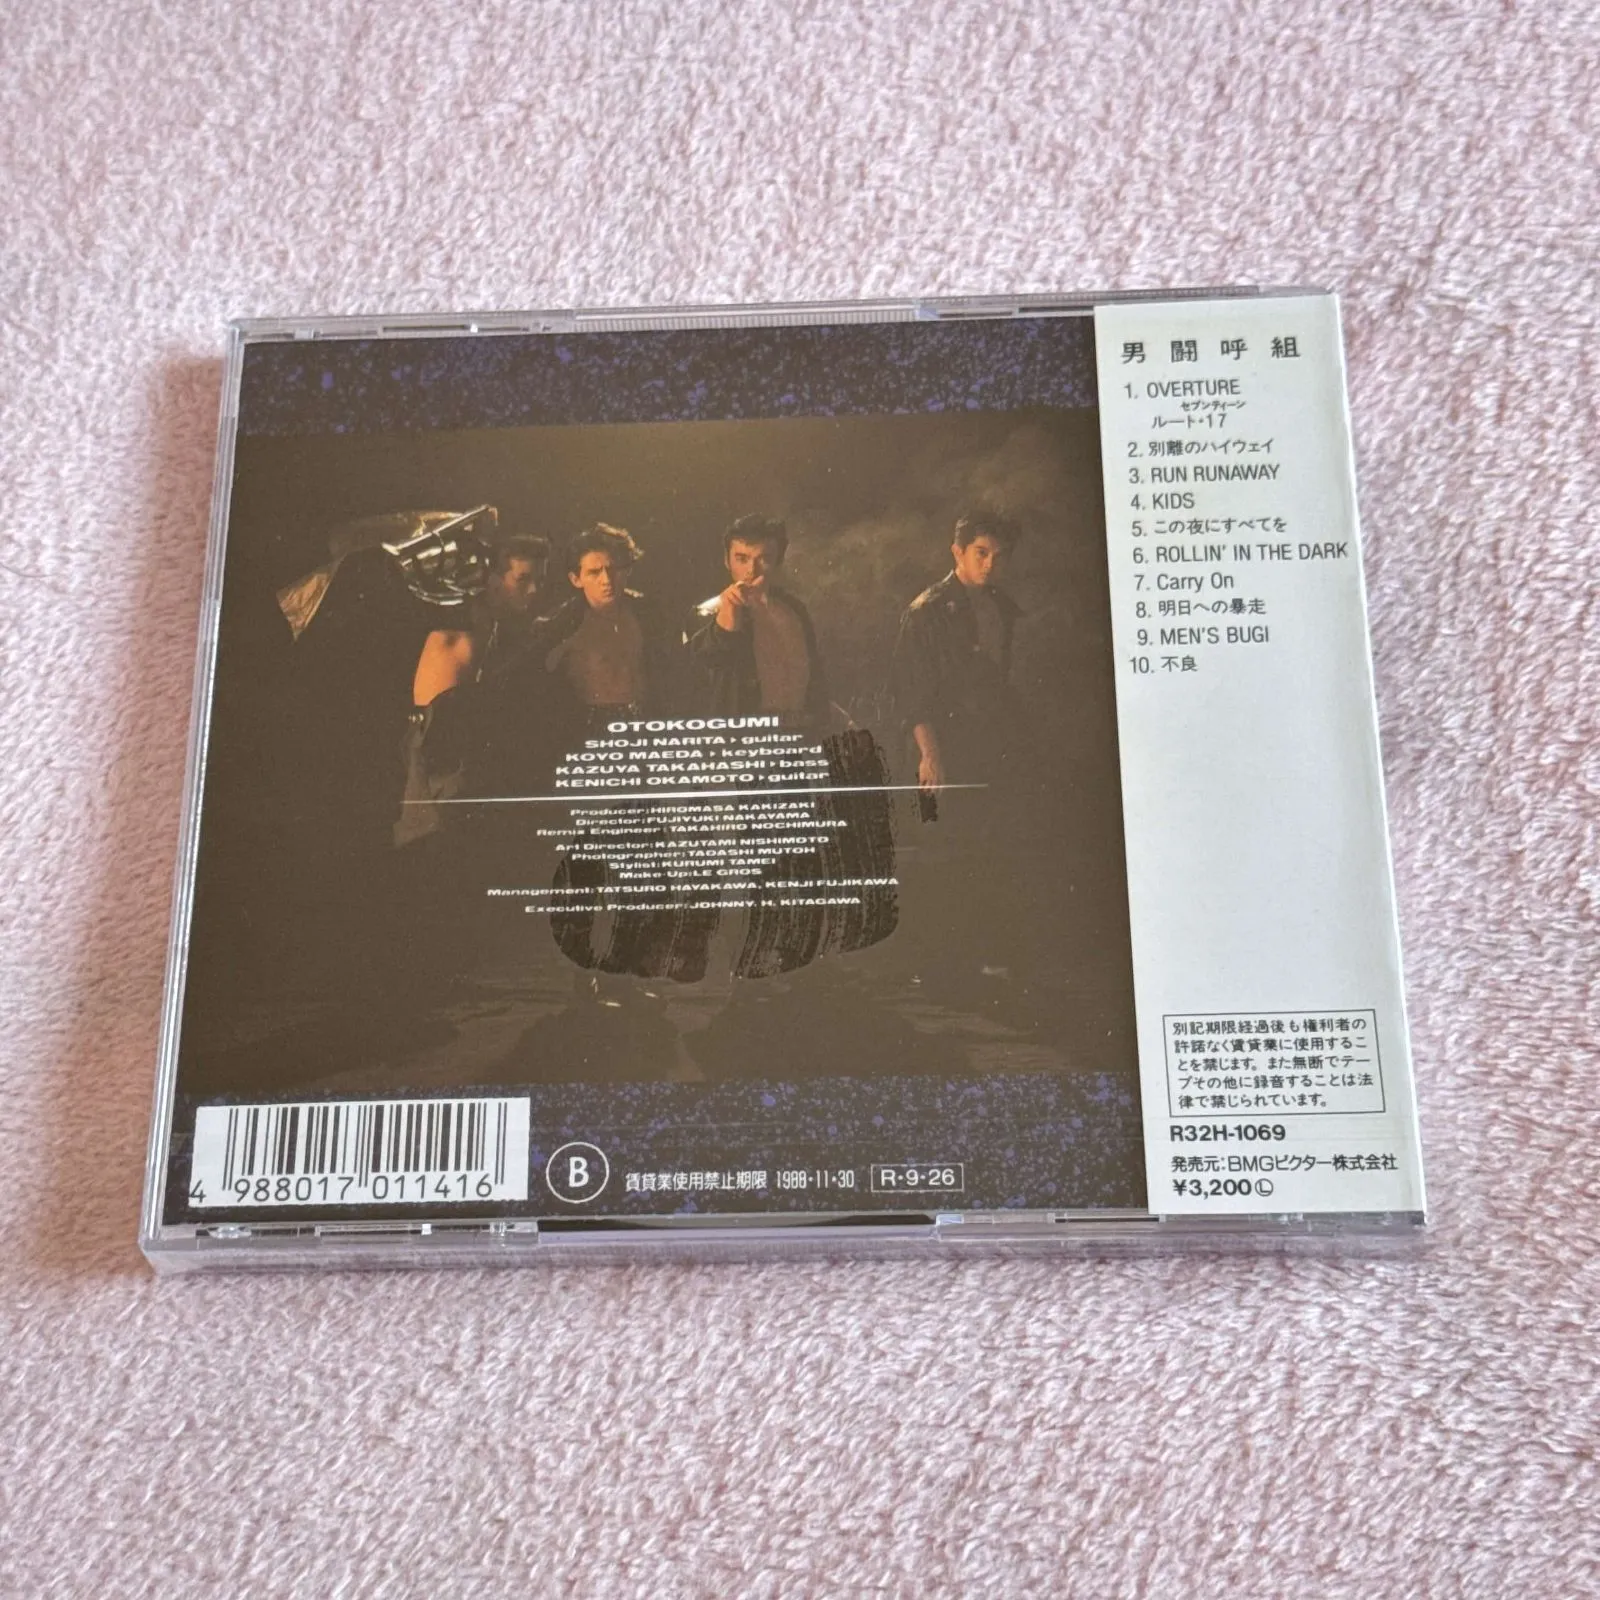 男闘呼組
1. OVERTURE
セブンティーン
ルート・17
2. 別離のハイウェイ
3. RUN RUNAWAY
4. KIDS
5. この夜にすべてを
6. ROLLIN' IN THE DARK
7. Carry On
8. 明日への暴走
9. MEN'S BUGI
10. 不良
OTOKOGUMI
SHOJI NARITA▸guitar
KOYO MAEDA▸keyboard
KAZUYA TAKAHASHI▸bass
KENICHI OKAMOTO▸guitar
Producer:HIROMASA KAKIZAKI
Director:FUJIYUKI NAKAYAMA
Remix Engineer:TAKAHIRO NOCHIMURA
Art Director:KAZUTAMI NISHIMOTO
Photographer:TADASHI MUTOH
Stylist:KURUMI TAMEI
Make-Up:LE GROS
Management:TATSURO HAYAKAWA, KENJI FUJIKAWA
Executive Producer:JOHNNY. H. KITAGAWA
別記期限経過後も権利者の
許諾なく賃貸業に使用するこ
とを禁じます。また無断でテー
プその他に録音することは法
律で禁じられています。
R32H-1069
発売元:BMGビクター株式会社
¥3,200Ⓛ
4 988017 011416
B
賃貸業使用禁止期限 1988・11・30
R・9・26